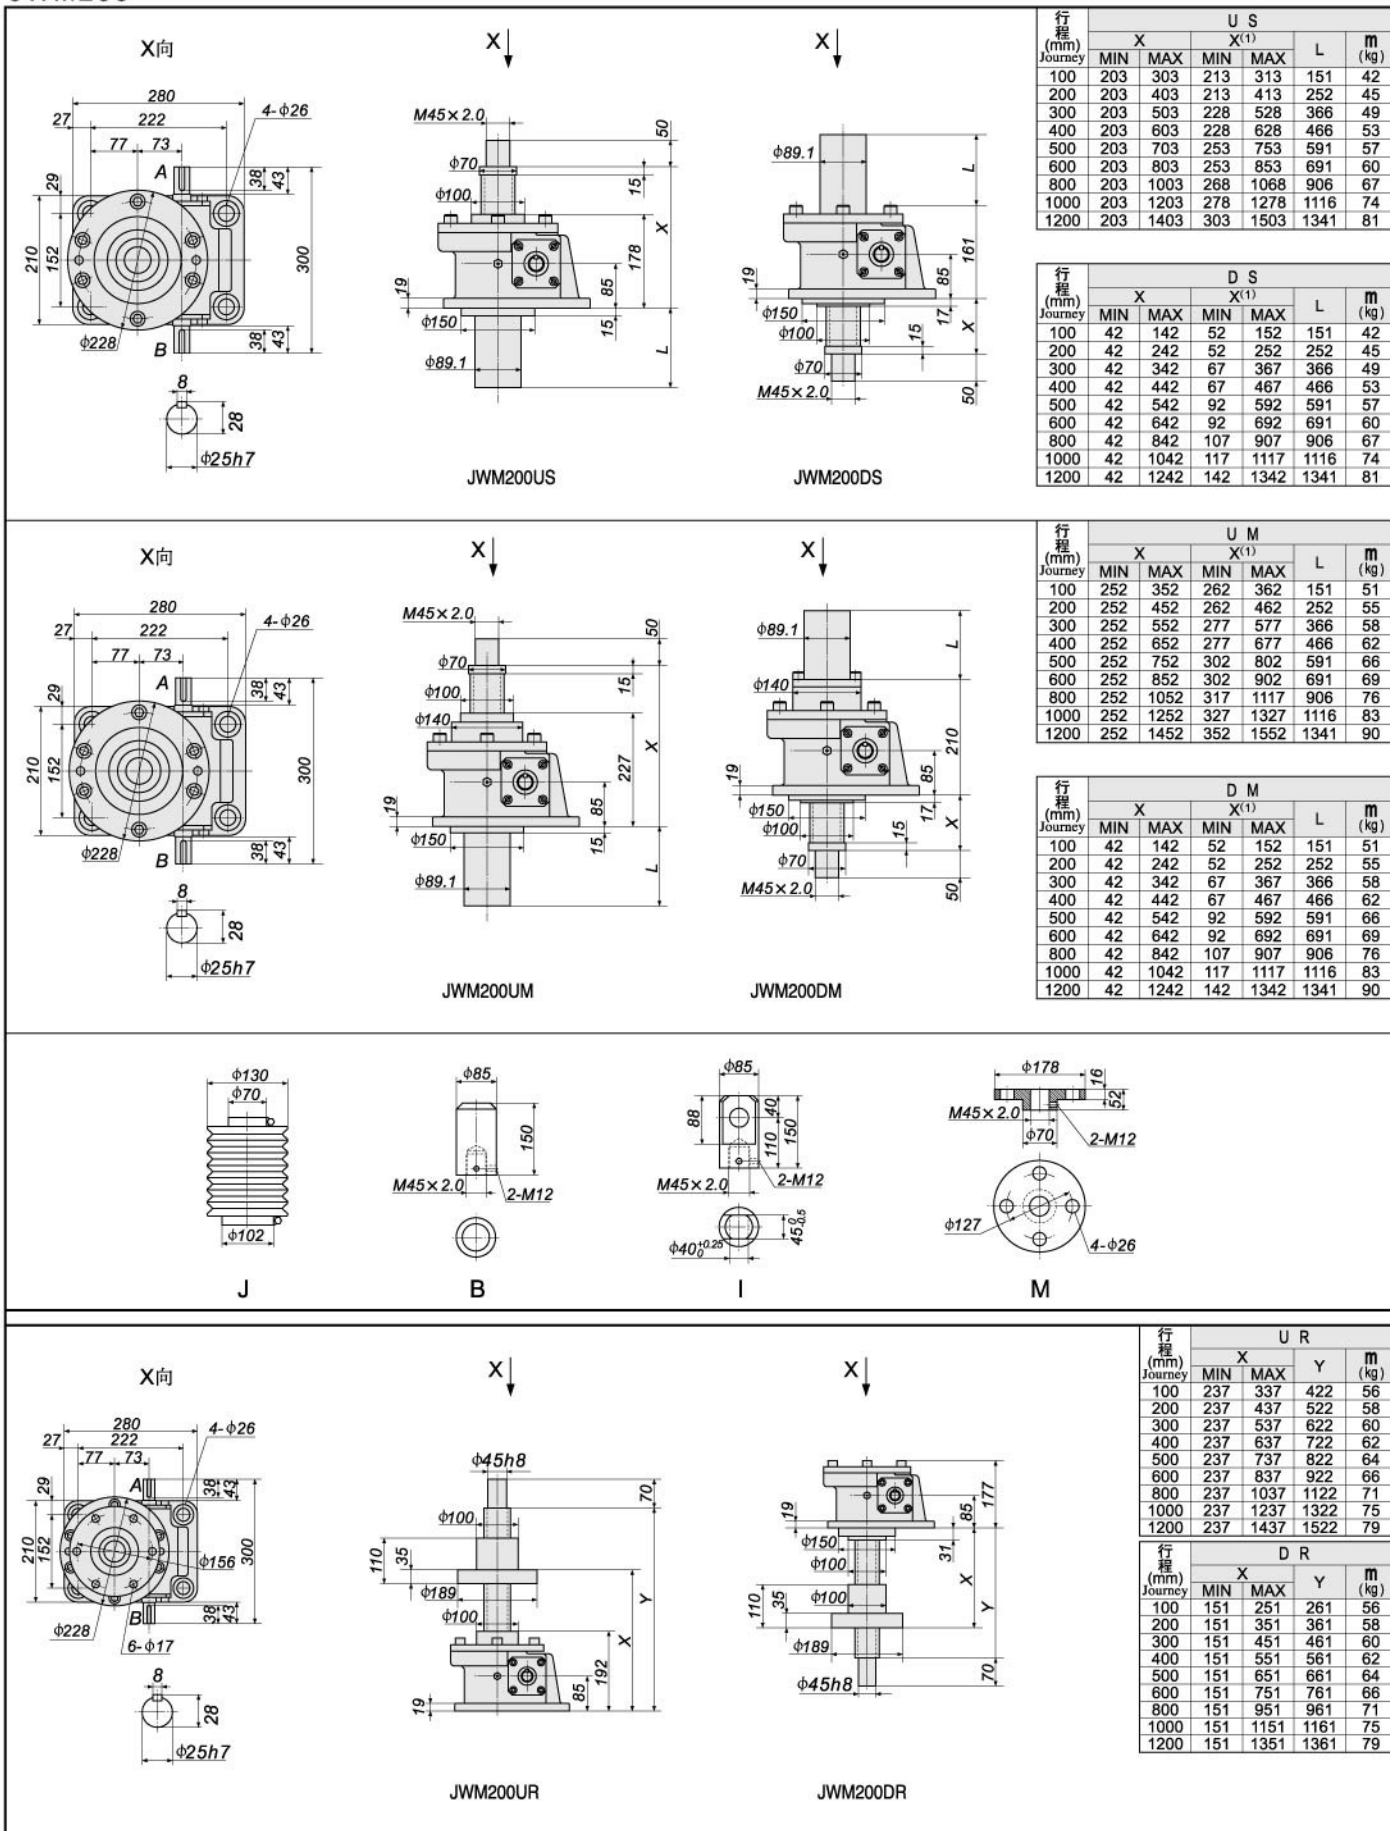 X向
280
27
222
4-φ26
77
73
A
38
43
29
210
152
300
φ228
B
38
43
8
28
φ25h7
X
M45×2.0
50
φ70
15
φ100
X
178
19
85
φ150
15
φ89.1
L
JWM200US
X
φ89.1
L
161
19
85
φ150
17
φ100
15
X
φ70
M45×2.0
50
JWM200DS
行程(mm) Journey U S
X X(1) L m (kg)
MIN MAX MIN MAX
100 203 303 213 313 151 42
200 203 403 213 413 252 45
300 203 503 228 528 366 49
400 203 603 228 628 466 53
500 203 703 253 753 591 57
600 203 803 253 853 691 60
800 203 1003 268 1068 906 67
1000 203 1203 278 1278 1116 74
1200 203 1403 303 1503 1341 81
行程(mm) Journey D S
X X(1) L m (kg)
MIN MAX MIN MAX
100 42 142 52 152 151 42
200 42 242 52 252 252 45
300 42 342 67 367 366 49
400 42 442 67 467 466 53
500 42 542 92 592 591 57
600 42 642 92 692 691 60
800 42 842 107 907 906 67
1000 42 1042 117 1117 1116 74
1200 42 1242 142 1342 1341 81
X向
280
27
222
4-φ26
77
73
A
38
43
29
210
152
300
φ228
B
38
43
8
28
φ25h7
X
M45×2.0
50
φ70
15
φ100
φ140
X
227
19
85
φ150
15
φ89.1
L
JWM200UM
X
φ89.1
L
φ140
210
19
85
φ150
17
φ100
15
X
φ70
M45×2.0
50
JWM200DM
行程(mm) Journey U M
X X(1) L m (kg)
MIN MAX MIN MAX
100 252 352 262 362 151 51
200 252 452 262 462 252 55
300 252 552 277 577 366 58
400 252 652 277 677 466 62
500 252 752 302 802 591 66
600 252 852 302 902 691 69
800 252 1052 317 1117 906 76
1000 252 1252 327 1327 1116 83
1200 252 1452 352 1552 1341 90
行程(mm) Journey D M
X X(1) L m (kg)
MIN MAX MIN MAX
100 42 142 52 152 151 51
200 42 242 52 252 252 55
300 42 342 67 367 366 58
400 42 442 67 467 466 62
500 42 542 92 592 591 66
600 42 642 92 692 691 69
800 42 842 107 907 906 76
1000 42 1042 117 1117 1116 83
1200 42 1242 142 1342 1341 90
φ130
φ70
φ102
J
φ85
150
M45×2.0
2-M12
B
φ85
88
40
110
150
M45×2.0
2-M12
φ40 +0.25 0
45 0 -0.5
I
φ178
16
52
M45×2.0
φ70
2-M12
φ127
4-φ26
M
X向
280
27
222
4-φ26
77
73
A
38
43
29
210
152
φ156
300
φ228
B
38
43
6-φ17
8
28
φ25h7
X
φ45h8
70
φ100
110
35
φ189
φ100
Y
X
192
85
19
JWM200UR
X
177
19
85
φ150
31
φ100
X
Y
110
35
φ100
φ189
70
φ45h8
JWM200DR
行程(mm) Journey U R
X Y m (kg)
MIN MAX
100 237 337 422 56
200 237 437 522 58
300 237 537 622 60
400 237 637 722 62
500 237 737 822 64
600 237 837 922 66
800 237 1037 1122 71
1000 237 1237 1322 75
1200 237 1437 1522 79
行程(mm) Journey D R
X Y m (kg)
MIN MAX
100 151 251 261 56
200 151 351 361 58
300 151 451 461 60
400 151 551 561 62
500 151 651 661 64
600 151 751 761 66
800 151 951 961 71
1000 151 1151 1161 75
1200 151 1351 1361 79